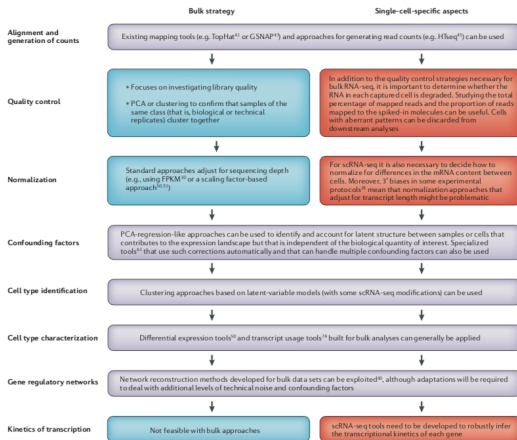 Bulk strategy
Single-cell-specific aspects
Alignment and
generation of counts
Existing mapping tools (e.g. TopHat or GSNAP) and approaches for generating read counts (e.g. HTseq) can be used
Quality control
• Focuses on investigating library quality
• PCA or clustering to confirm that samples of the
same class (that is, biological or technical
replicates) cluster together
In addition to the quality control strategies necessary for
bulk RNA-seq, it is important to determine whether the
RNA in each captured cell is degraded. Studying the total
percentage of mapped reads and the proportion of reads
mapped to the spiked-in molecules can be useful. Cells
with aberrant patterns can be discarded from
downstream analyses
Normalization
Standard approaches adjust for sequencing depth
(e.g., using FPKM or a scaling factor-based
approach)
For scRNA-seq it is also necessary to decide how to
normalize for differences in the mRNA content between
cells. Moreover, 3′ biases in some experimental
protocols mean that normalization approaches that
adjust for transcript length might be problematic
Confounding factors
PCA-regression-like approaches can be used to identify and account for latent structure between samples or cells that
contributes to the expression landscape but that is independent of the biological quantity of interest. Specialized
tools that use such corrections automatically and that can handle multiple confounding factors can also be used
Cell type identification
Clustering approaches based on latent-variable models (with some scRNA-seq modifications) can be used
Cell type characterization
Differential expression tools and transcript usage tools built for bulk analyses can generally be applied
Gene regulatory networks
Network reconstruction methods developed for bulk data sets can be exploited, although adaptations will be required
to deal with additional levels of technical noise and confounding factors
Kinetics of transcription
Not feasible with bulk approaches
scRNA-seq tools need to be developed to robustly infer
the transcriptional kinetics of each gene